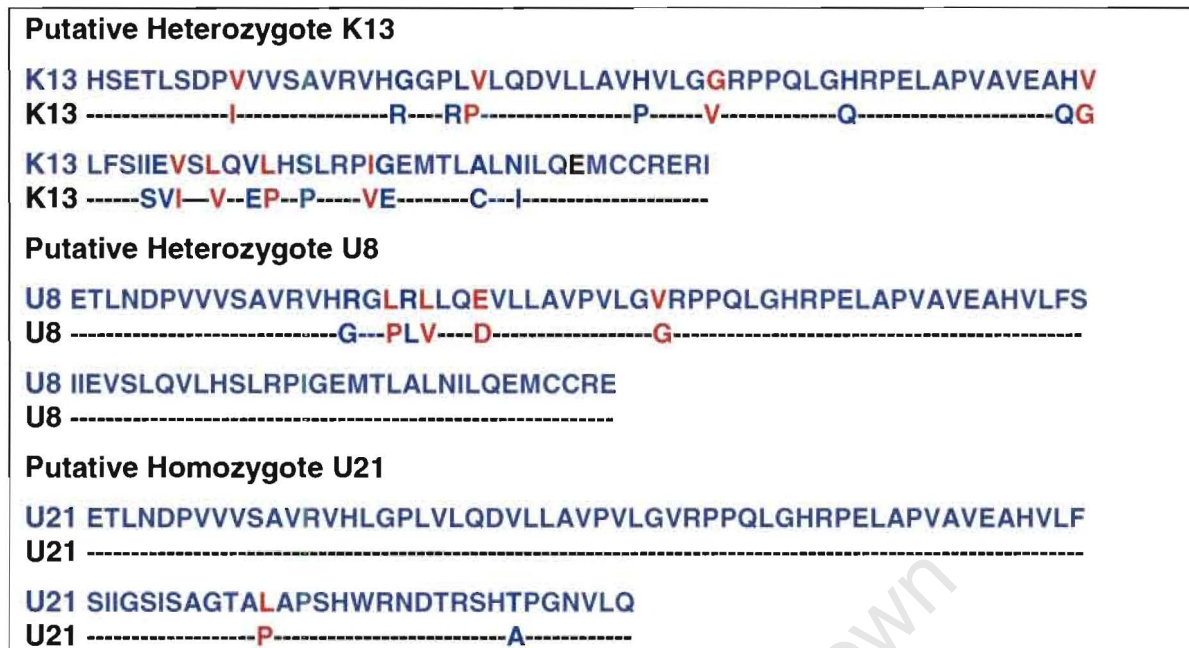 Putative Heterozygote K13
K13 HSETLSDPVVVSAVRVHGGPLVLQDVLLAVHVLGGRPPQLGHRPELAPVAVEAHV
K13 ---------I----------------R----RP---------------P------V------------Q--------------------QG
K13 LFSIIEVSLQVLHSLRPIGEMTLALNILQEMCCRERI
K13 ------SVI—V--EP--P-----VE--------C---I-----------------------
Putative Heterozygote U8
U8 ETLNDPVVVSAVRVHRGLRLLQEVLLAVPVLGVRPPQLGHRPELAPVAVEAHVLFS
U8 ---------------------------G---PLV----D----------------G------------------------------------------
U8 IIEVSLQVLHSLRPIGEMTLALNILQEMCCRE
U8 ------------------------------------------------------
Putative Homozygote U21
U21 ETLNDPVVVSAVRVHLGPLVLQDVLLAVPVLGVRPPQLGHRPELAPVAVEAHVLF
U21 ----------------------------------------------------------------------------------------------------
U21 SIIGSISAGTALAPSHWRNDTRSHTPGNVLQ
U21 -----------------P-----------------------A------------
wn